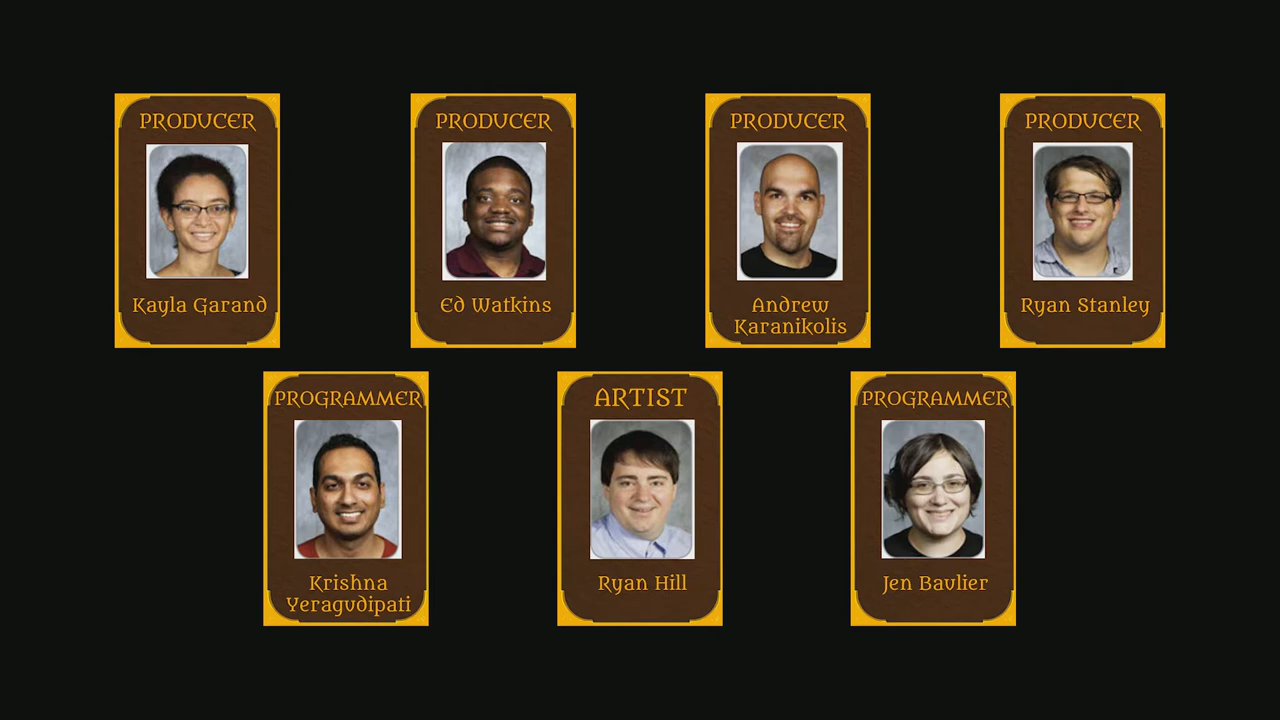 PRODUCER
PRODUCER
PRODUCER
PRODUCER
Kayla Garand
Ed Watkins
Andrew
Karanikolis
Ryan Stanley
PROGRAMMER
ARTIST
PROGRAMMER
Krishna
Yeragudipati
Ryan Hill
Jen Baulier